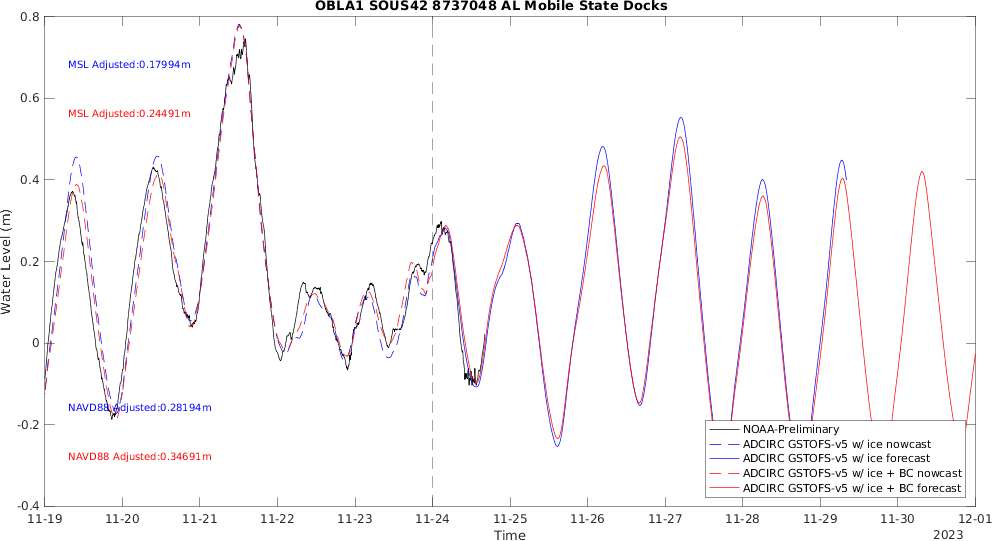 OBLA1 SOUS42 8737048 AL Mobile State Docks
0.8
0.6
0.4
0.2
0
-0.2
-0.4
Water Level (m)
MSL Adjusted:0.17994m
MSL Adjusted:0.24491m
NAVD88 Adjusted:0.28194m
NAVD88 Adjusted:0.34691m
NOAA-Preliminary
ADCIRC GSTOFS-v5 w/ ice nowcast
ADCIRC GSTOFS-v5 w/ ice forecast
ADCIRC GSTOFS-v5 w/ ice + BC nowcast
ADCIRC GSTOFS-v5 w/ ice + BC forecast
11-19 11-20 11-21 11-22 11-23 11-24 11-25 11-26 11-27 11-28 11-29 11-30 12-01
Time
2023